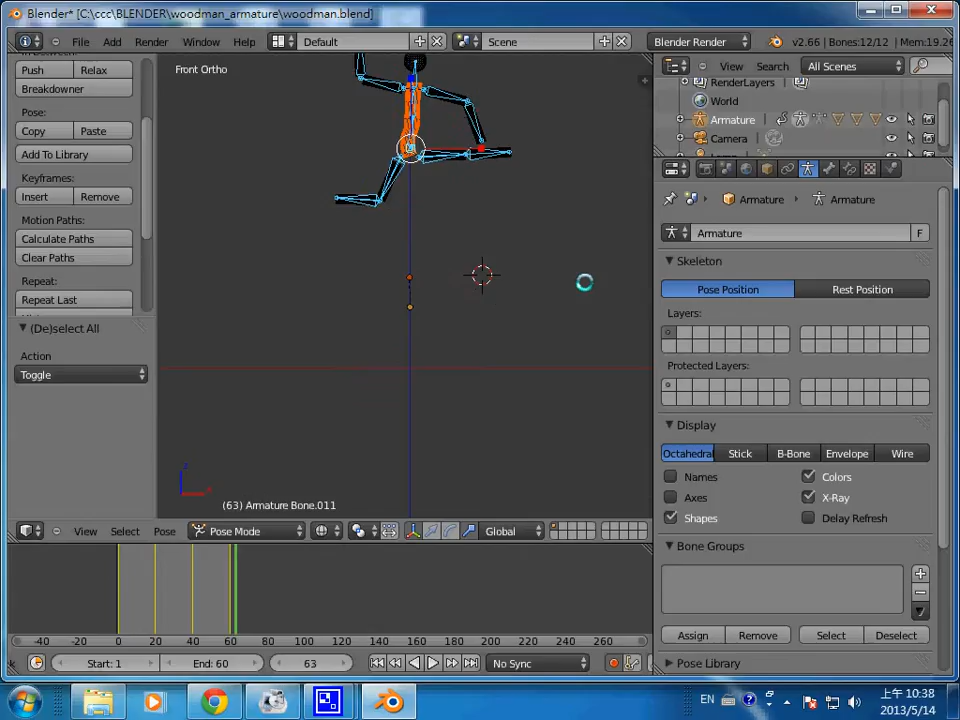 Blender* [C:\ccc\BLENDER\woodman_armature\woodman.blend]
File Add Render Window Help Default Scene Blender Render v2.66 | Bones:12/12 | Mem:19.26
Push Relax
Breakdowner
Pose:
Copy Paste
Add To Library
Keyframes:
Insert Remove
Motion Paths:
Calculate Paths
Clear Paths
Repeat:
Repeat Last
(De)select All
Action
Toggle
Front Ortho
z
x
(63) Armature Bone.011
View Select Pose Pose Mode Global
-40 -20 0 20 40 60 80 100 120 140 160 180 200 220 240 260
Start: 1 End: 60 63 No Sync
View Search All Scenes
RenderLayers
World
Armature
Camera
Armature Armature
Armature F
Skeleton
Pose Position Rest Position
Layers:
Protected Layers:
Display
Octahedral Stick B-Bone Envelope Wire
Names Colors
Axes X-Ray
Shapes Delay Refresh
Bone Groups
Assign Remove Select Deselect
Pose Library
EN 上午 10:38
2013/5/14